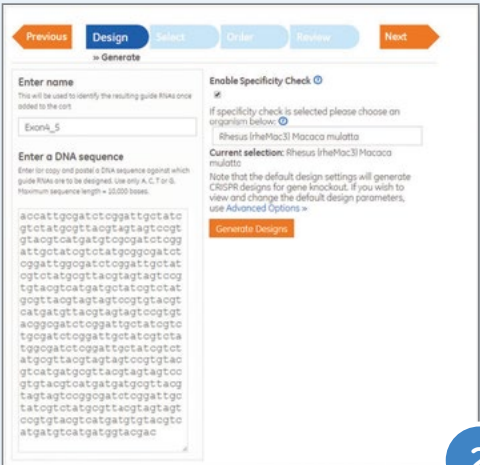 Previous
Design
Select
Order
Review
Next
» Generate
Enter name
This will be used to identify the resulting guide RNAs once
added to the cart
Exon4_5
Enter a DNA sequence
Enter (or copy and paste) a DNA sequence against which
guide RNAs are to be designed. Use only A, C, T or G.
Maximum sequence length = 10,000 bases.
accattgcgatctcggattgctatc
gtctatgcgttacgtagtagtccgt
gtacgtcatgatgtcgcgatctcgg
attgctatcgtctatgcggcgatct
cggattggcgatctcggattgctat
cgtctatgcgttacgtagtagtccg
tgtacgtcatgatgctatcgtctat
gcgttacgtagtagtccgtgtacgt
catgatgttacgtagtagtccgtgt
acggcgatctcggattgctatcgtc
tgcgatctcggattgctatcgtcta
tggcgatctcggattgctatcgtct
atgcgttacgtagtagtccgtgtac
gtcatgatgcgttacgtagtagtcc
gtgtacgtcatgatgatgcgttacg
tagtagtccggcgatctcggattgc
tatcgtctatgcgttacgtagtagt
ccgtgtacgtcatgatgtgtacgtc
atgatgtcatgatggtacgac
Enable Specificity Check ?
If specificity check is selected please choose an
organism below: ?
Rhesus (rheMac3) Macaca mulatta
Current selection: Rhesus (rheMac3) Macaca
mulatto
Note that the default design settings will generate
CRISPR designs for gene knockout. If you wish to
view and change the default design parameters,
use Advanced Options »
Generate Designs